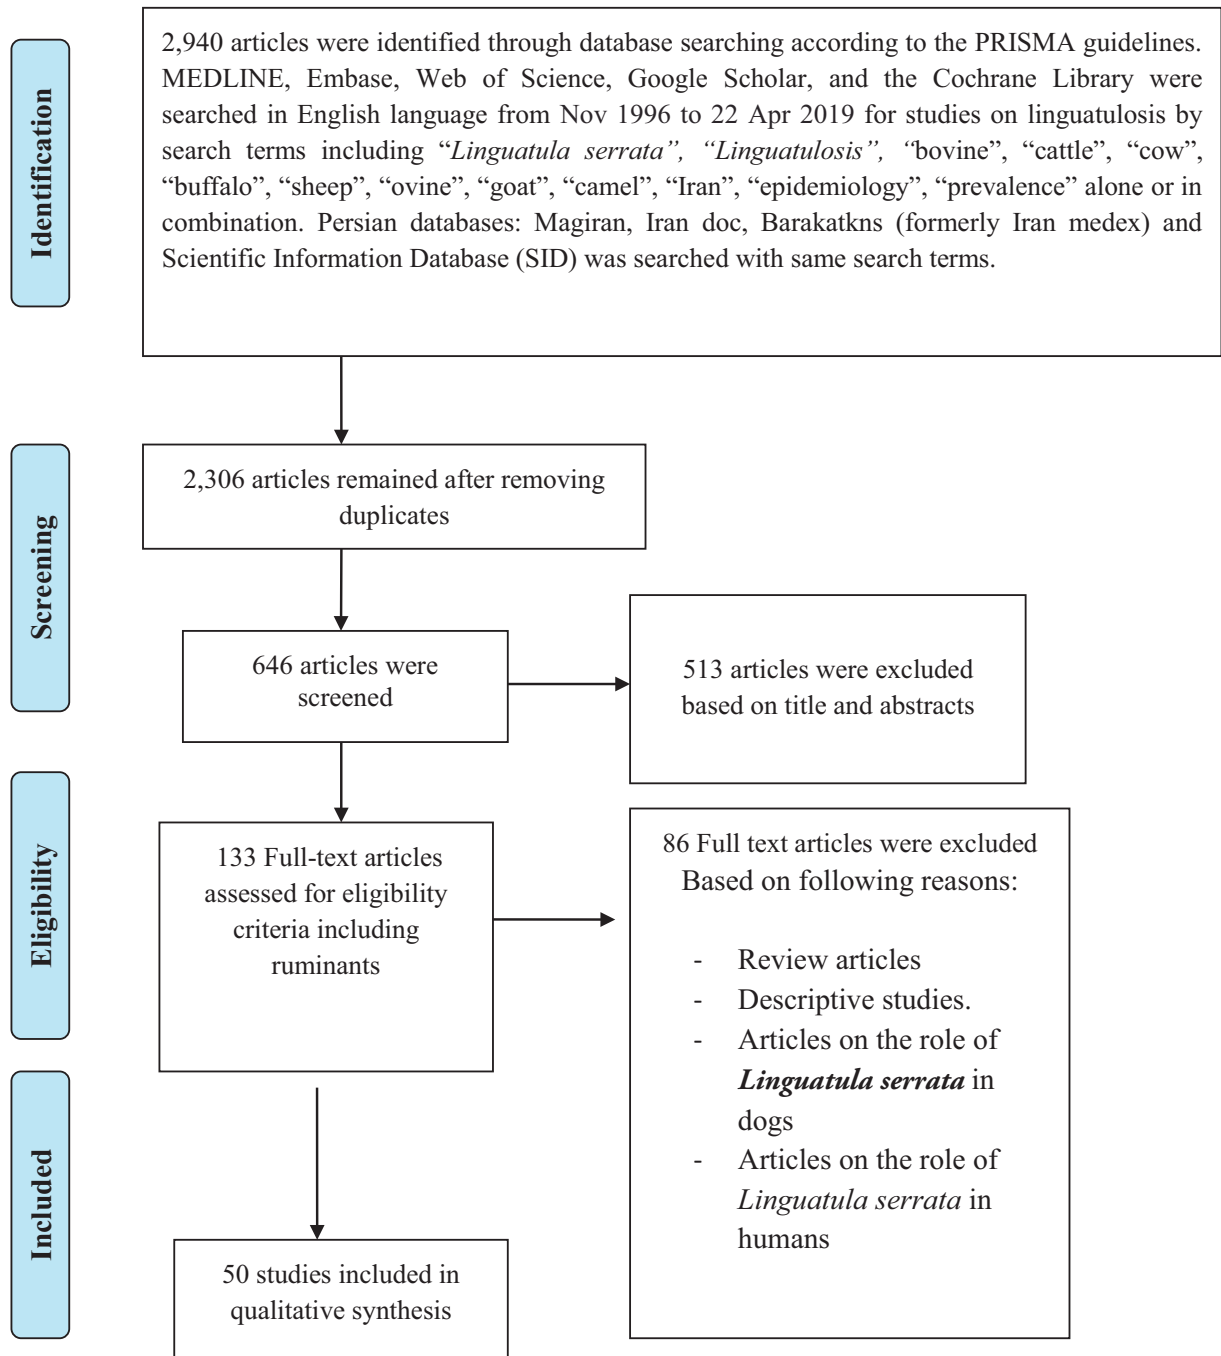 Identification
2,940 articles were identified through database searching according to the PRISMA guidelines.
MEDLINE, Embase, Web of Science, Google Scholar, and the Cochrane Library were
searched in English language from Nov 1996 to 22 Apr 2019 for studies on linguatulosis by
search terms including “Linguatula serrata”, “Linguatulosis”, “bovine”, “cattle”, “cow”,
“buffalo”, “sheep”, “ovine”, “goat”, “camel”, “Iran”, “epidemiology”, “prevalence” alone or in
combination. Persian databases: Magiran, Iran doc, Barakatkns (formerly Iran medex) and
Scientific Information Database (SID) was searched with same search terms.
Screening
2,306 articles remained after removing
duplicates
646 articles were
screened
513 articles were excluded
based on title and abstracts
Eligibility
133 Full-text articles
assessed for eligibility
criteria including
ruminants
86 Full text articles were excluded
Based on following reasons:
- Review articles
- Descriptive studies.
- Articles on the role of
Linguatula serrata in
dogs
- Articles on the role of
Linguatula serrata in
humans
Included
50 studies included in
qualitative synthesis